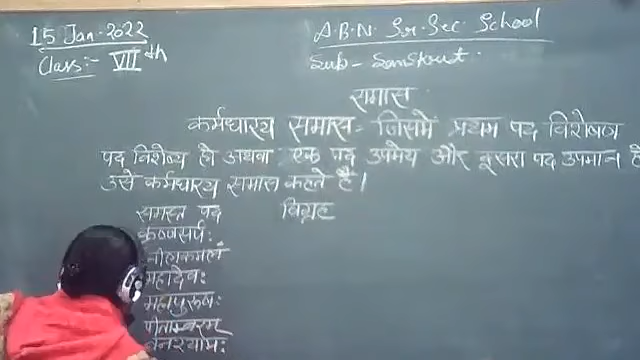 15 Jan. 2022
A.B.N. Sr. Sec. School
Class:- VIIth
Sub - Sanskrit.
समास
कर्मधारय समास - जिसमें प्रथम पद विशेषण
पद विशेष्य हो अथवा एक पद उपमेय और दूसरा पद उपमान है
उसे कर्मधारय समास कहते हैं।
समस्त पद विग्रह
कृष्णसर्प:
नीलकमलं
महादेव:
महापुरुष:
पीताम्बरम्
घनश्याम: